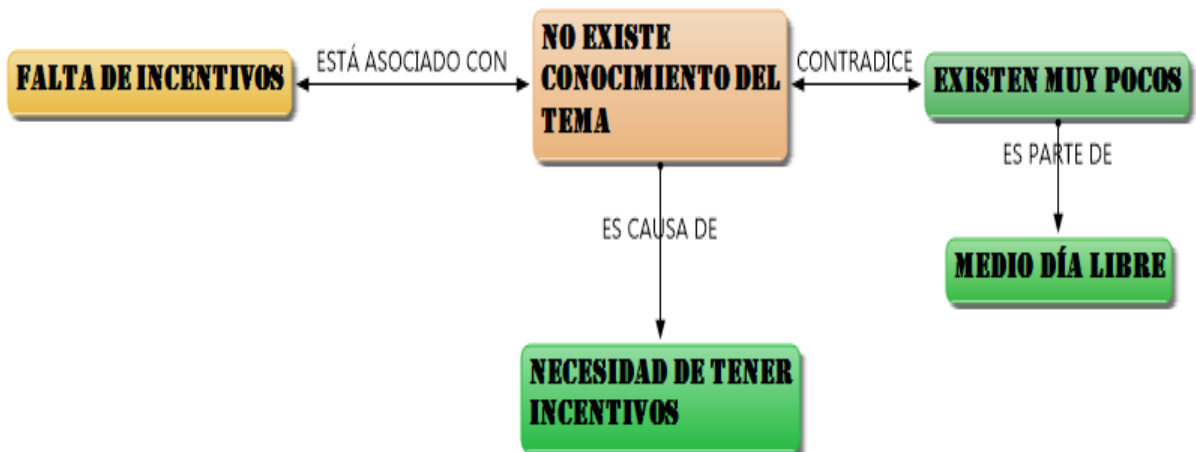 FALTA DE INCENTIVOS
ESTÁ ASOCIADO CON
NO EXISTE
CONOCIMIENTO DEL
TEMA
CONTRADICE
EXISTEN MUY POCOS
ES PARTE DE
MEDIO DÍA LIBRE
ES CAUSA DE
NECESIDAD DE TENER
INCENTIVOS